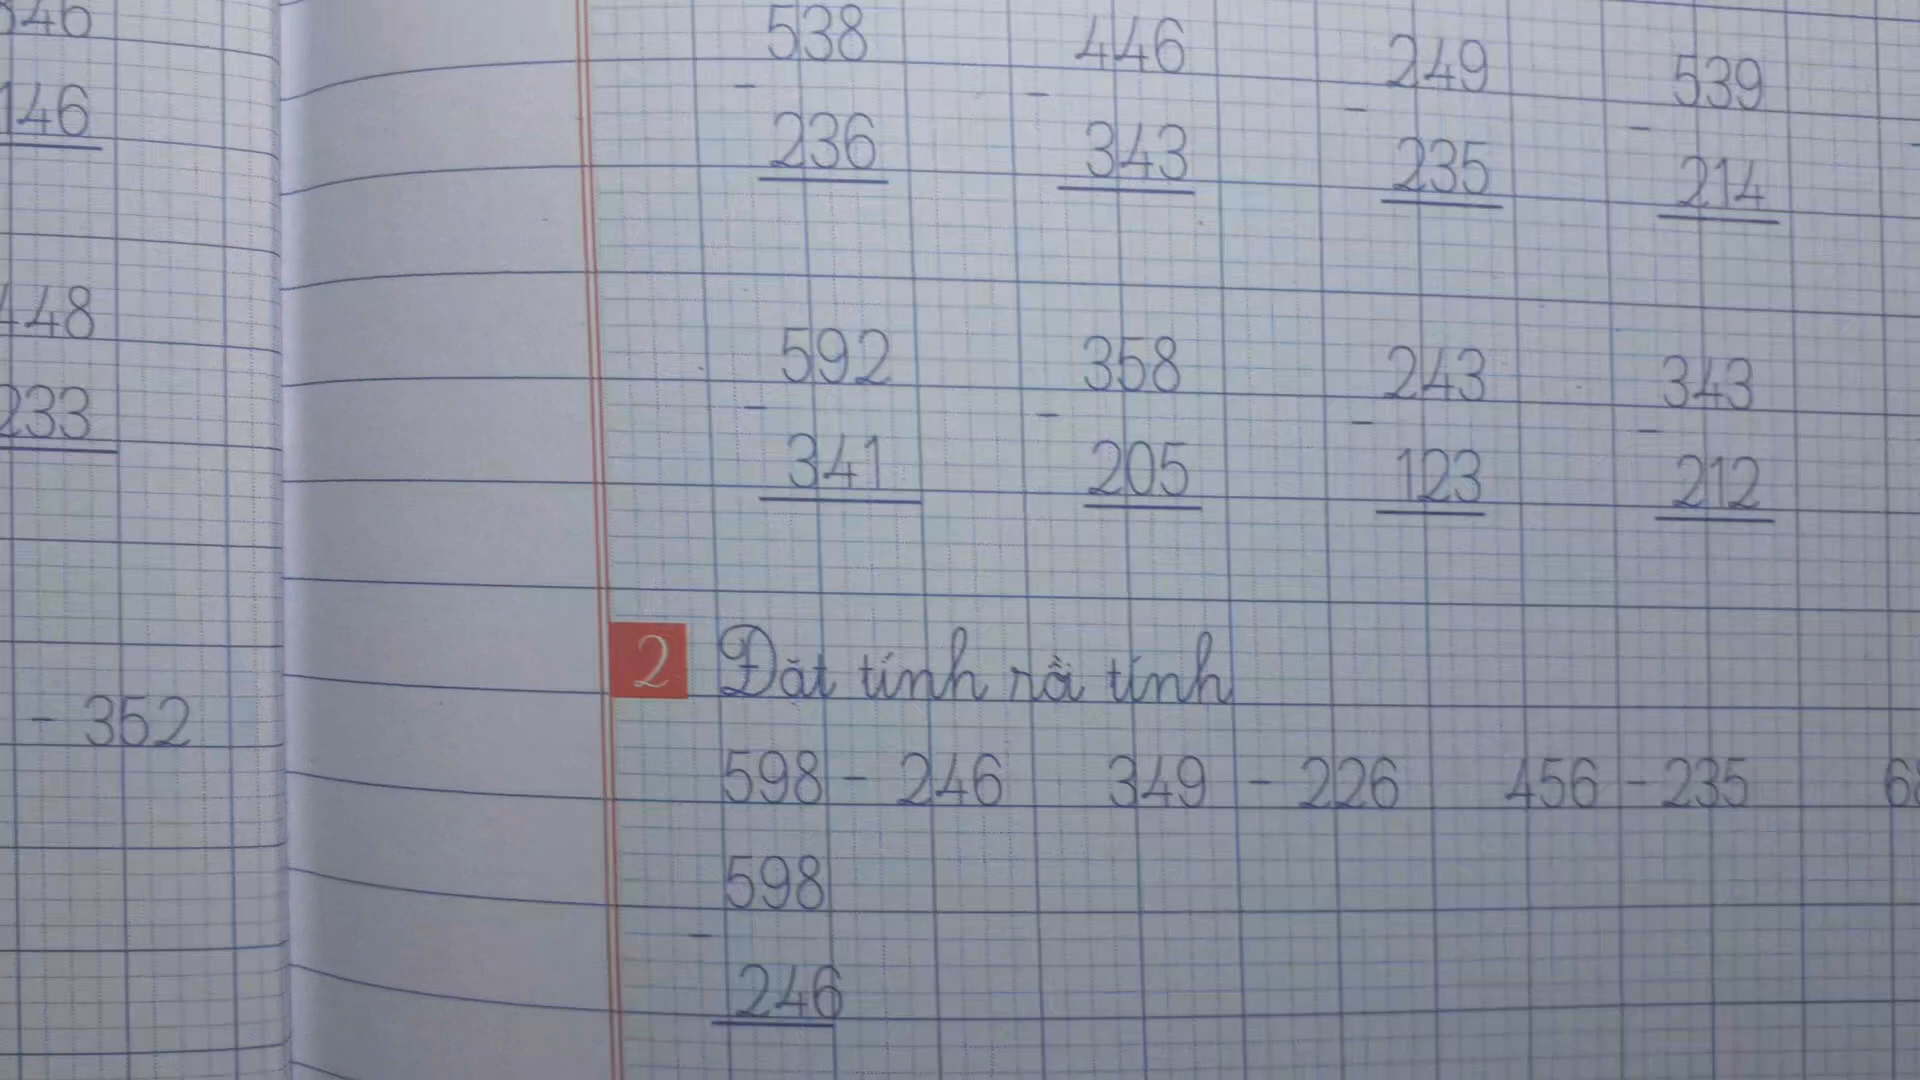 146
448
233
- 352
538 446 249 539
- - - -
236 343 235 214
592 358 243 343
- - - -
341 205 123 212
2 Đặt tính rồi tính
598 - 246 349 - 226 456 - 235
598
-
246